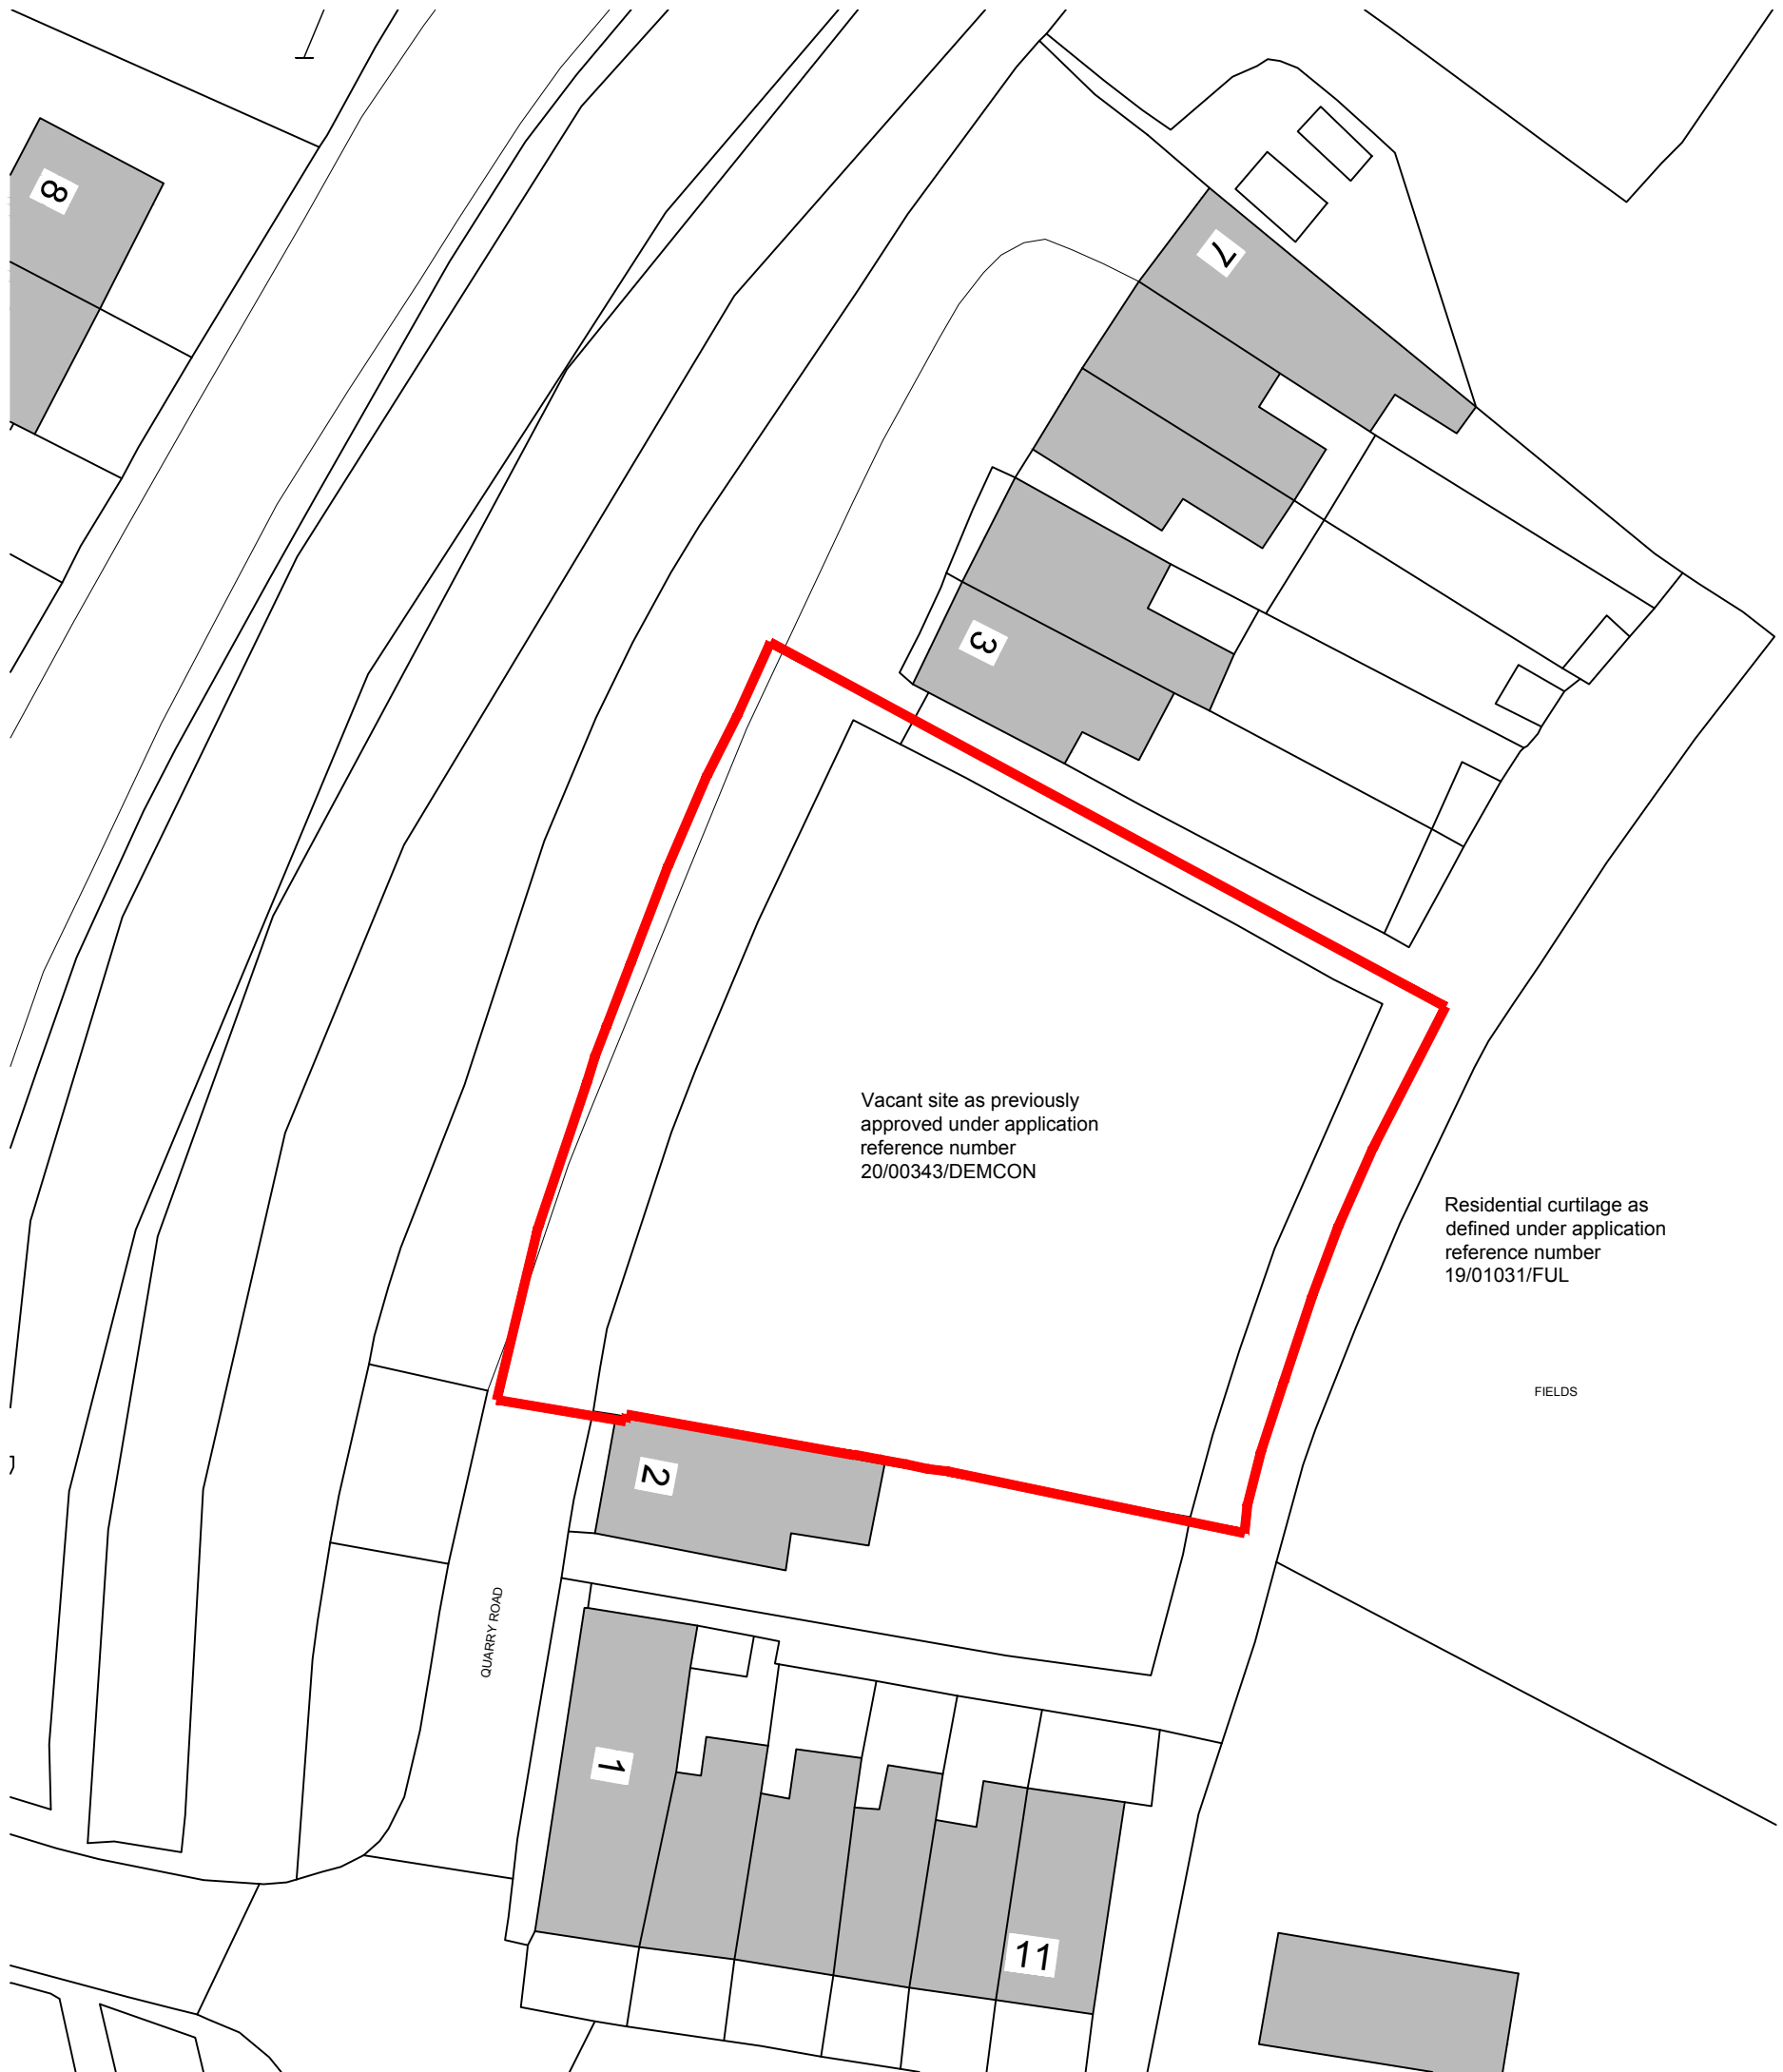 8
7
3
Vacant site as previously
approved under application
reference number
20/00343/DEMCON
Residential curtilage as
defined under application
reference number
19/01031/FUL
FIELDS
2
QUARRY ROAD
1
11